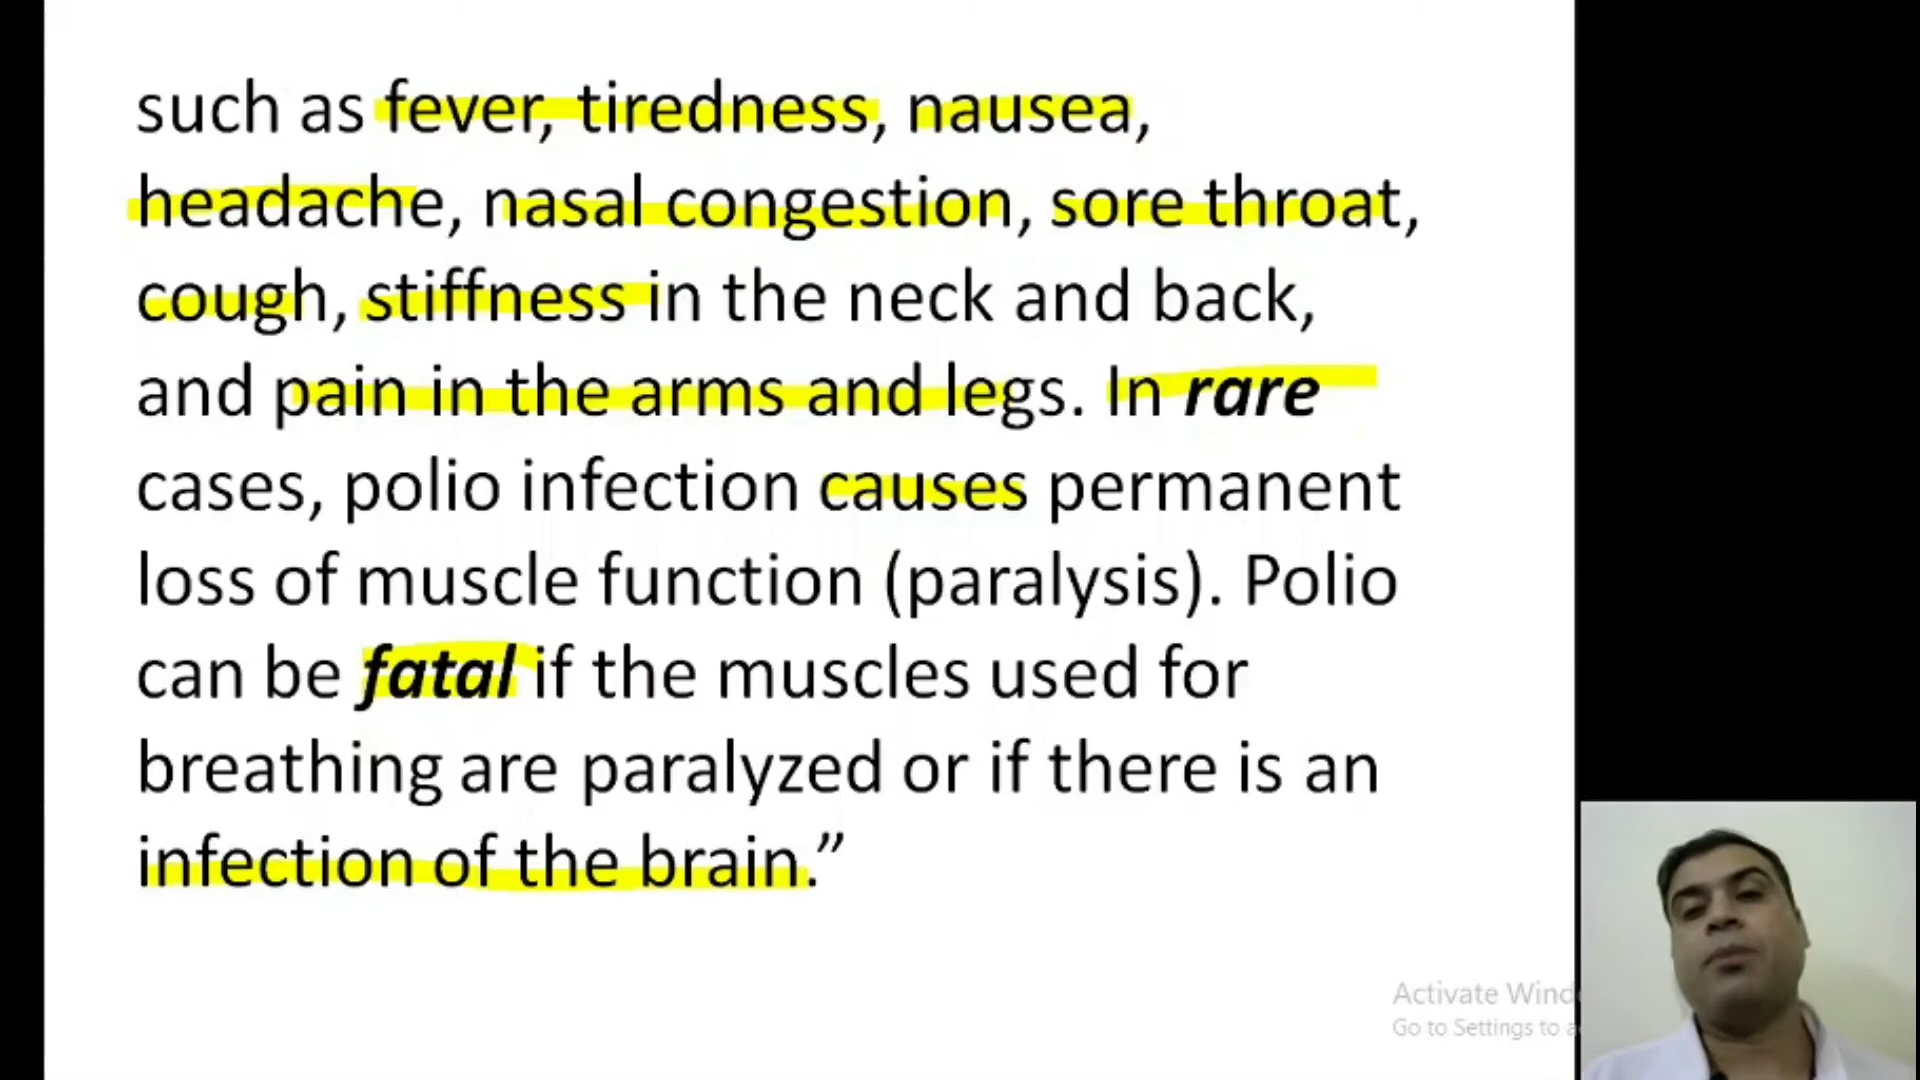 such as fever, tiredness, nausea,
headache, nasal congestion, sore throat,
cough, stiffness in the neck and back,
and pain in the arms and legs. In rare
cases, polio infection causes permanent
loss of muscle function (paralysis). Polio
can be fatal if the muscles used for
breathing are paralyzed or if there is an
infection of the brain.”
Activate Wind
Go to Settings to a